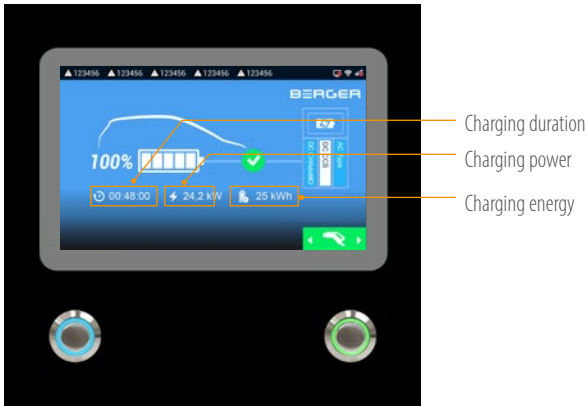 123456 123456 123456 123456 123456
BERGER
DC CHAdeMO
DC CCS
AC Type
100%
00:48:00 24,2 kW 25 kWh
Charging duration
Charging power
Charging energy